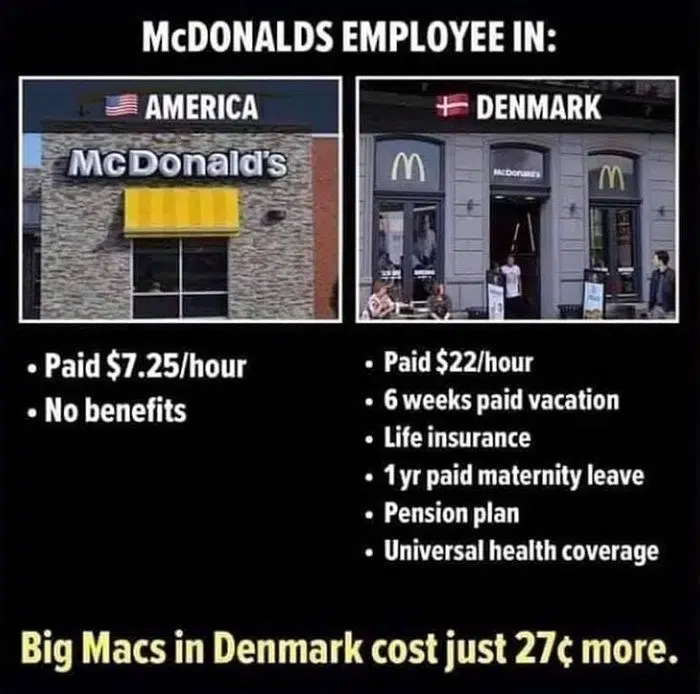 McDONALDS EMPLOYEE IN:
AMERICA
McDonald's
• Paid $7.25/hour
• No benefits
DENMARK
McDonald's
• Paid $22/hour
• 6 weeks paid vacation
• Life insurance
• 1 yr paid maternity leave
• Pension plan
• Universal health coverage
Big Macs in Denmark cost just 27¢ more.